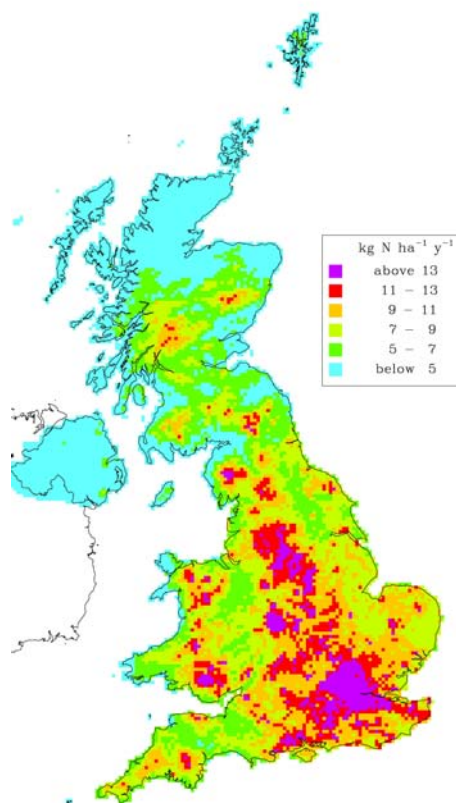 kg N ha⁻¹ y⁻¹
above 13
11 – 13
9 – 11
7 – 9
5 – 7
below 5